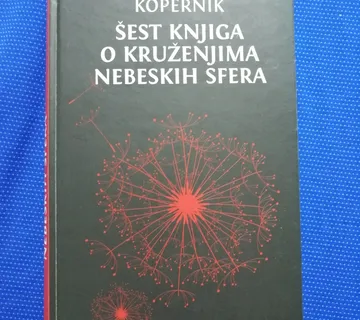 KOPERNIK
ŠEST KNJIGA
O KRUŽENJIMA
NEBESKIH SFERA